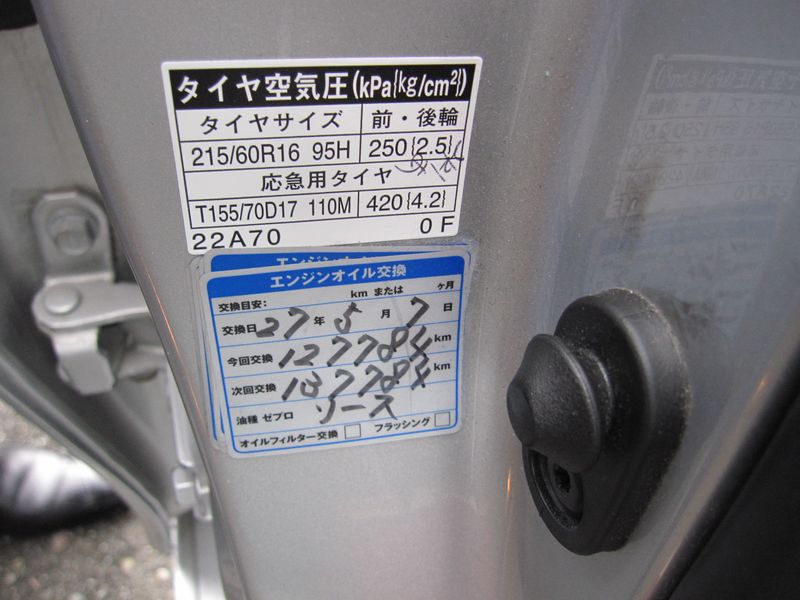 タイヤ空気圧(kPa{kg/cm²})
タイヤサイズ 前・後輪
215/60R16 95H 250{2.5}
応急用タイヤ
T155/70D17 110M 420{4.2}
22A70 0F
エンジンオイル交換
km または ヶ月
交換目安:
交換日 27年 5月 7日
今回交換 127784 km
次回交換 137784 km
油種 ゼプロ ソース
オイルフィルター交換 フラッシング